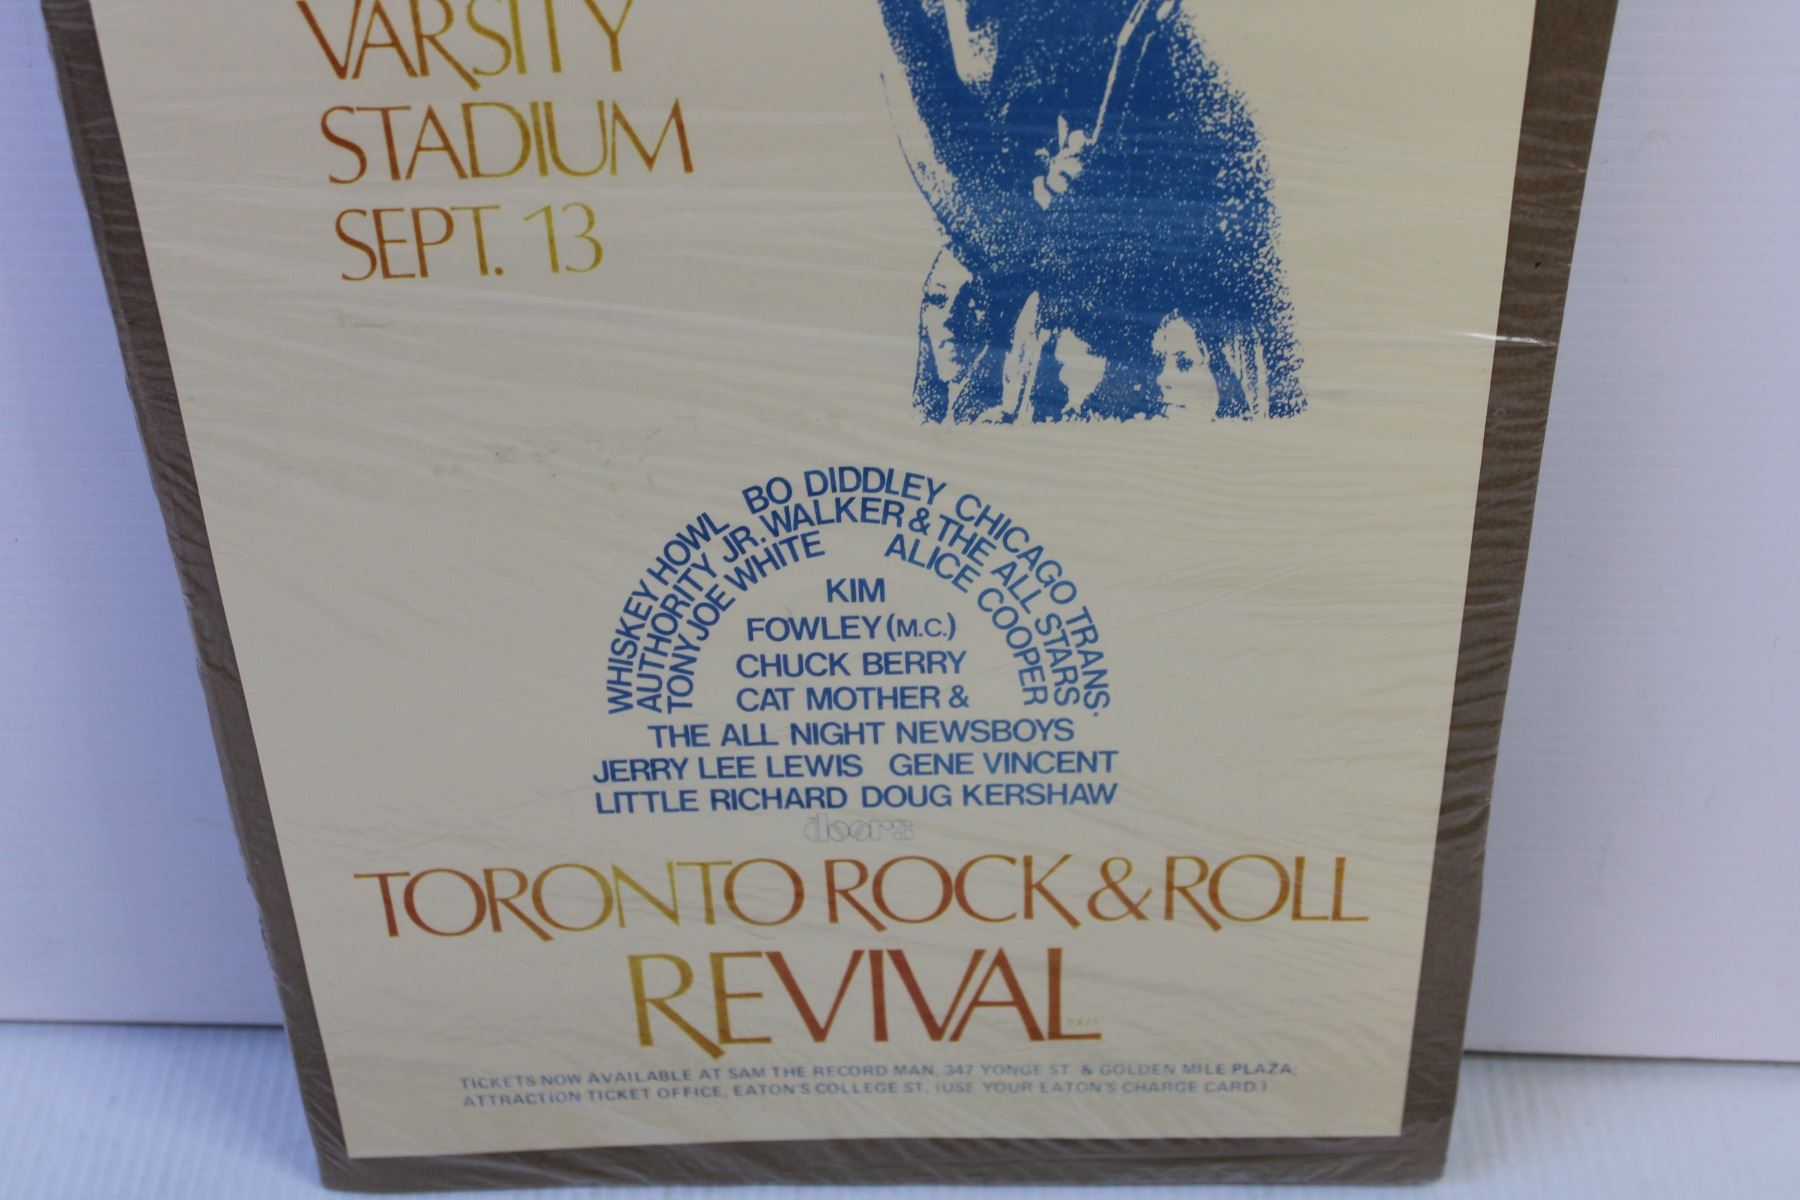 VARSITY
STADIUM
SEPT. 13
WHISKEY HOWL BO DIDDLEY CHICAGO TRANS.
AUTHORITY JR. WALKER & THE ALL STARS
TONY JOE WHITE ALICE COOPER
KIM
FOWLEY (M.C.)
CHUCK BERRY
CAT MOTHER &
THE ALL NIGHT NEWSBOYS
JERRY LEE LEWIS GENE VINCENT
LITTLE RICHARD DOUG KERSHAW
doors
TORONTO ROCK & ROLL
REVIVAL
TICKETS NOW AVAILABLE AT SAM THE RECORD MAN, 347 YONGE ST. & GOLDEN MILE PLAZA;
ATTRACTION TICKET OFFICE, EATON'S COLLEGE ST. (USE YOUR EATON'S CHARGE CARD.)